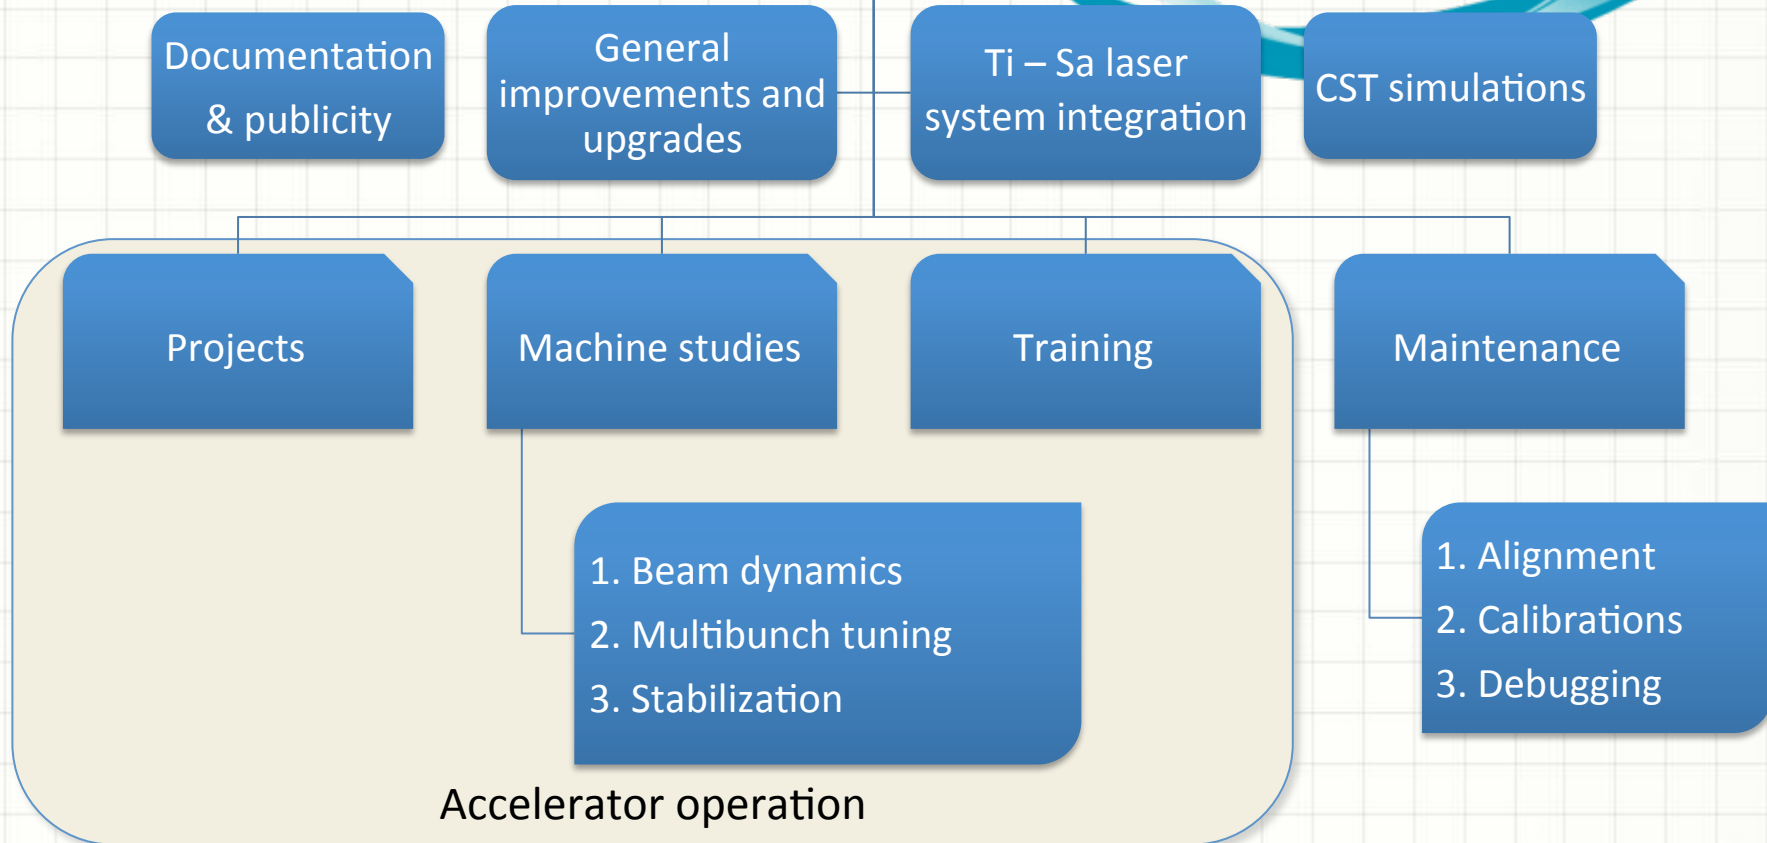 Documentation
& publicity
General
improvements and
upgrades
Ti – Sa laser
system integration
CST simulations
Projects
Machine studies
Training
Maintenance
1. Beam dynamics
2. Multibunch tuning
3. Stabilization
1. Alignment
2. Calibrations
3. Debugging
Accelerator operation